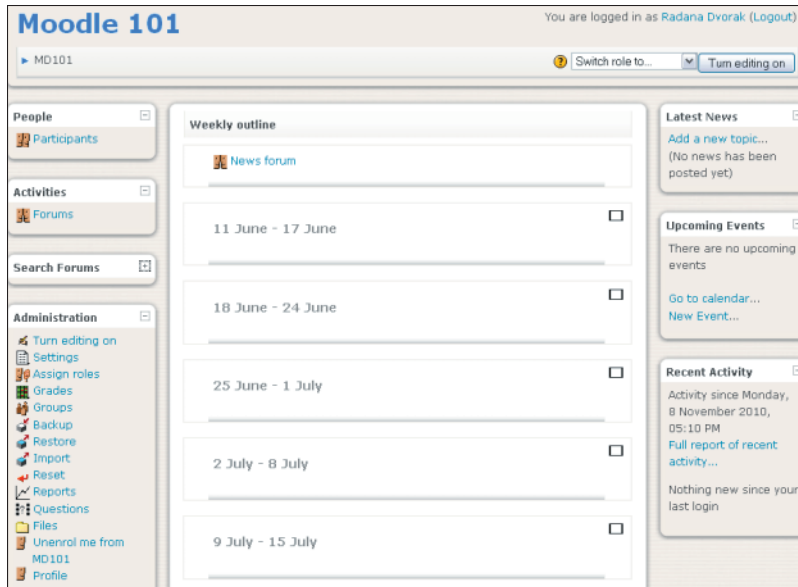 Moodle 101
You are logged in as Radana Dvorak (Logout)
MD101
Switch role to...
Turn editing on
People
Participants
Activities
Forums
Search Forums
Administration
Turn editing on
Settings
Assign roles
Grades
Groups
Backup
Restore
Import
Reset
Reports
Questions
Files
Unenrol me from
MD101
Profile
Weekly outline
News forum
11 June - 17 June
18 June - 24 June
25 June - 1 July
2 July - 8 July
9 July - 15 July
Latest News
Add a new topic...
(No news has been
posted yet)
Upcoming Events
There are no upcoming
events
Go to calendar...
New Event...
Recent Activity
Activity since Monday,
8 November 2010,
05:10 PM
Full report of recent
activity...
Nothing new since your
last login